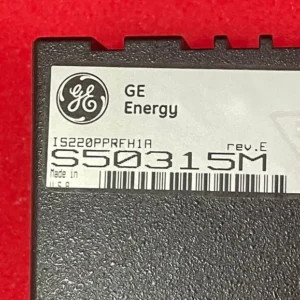 GE
GE
Energy
IS220PPRFH1A rev.E
S50315M
Made in
U.S.A